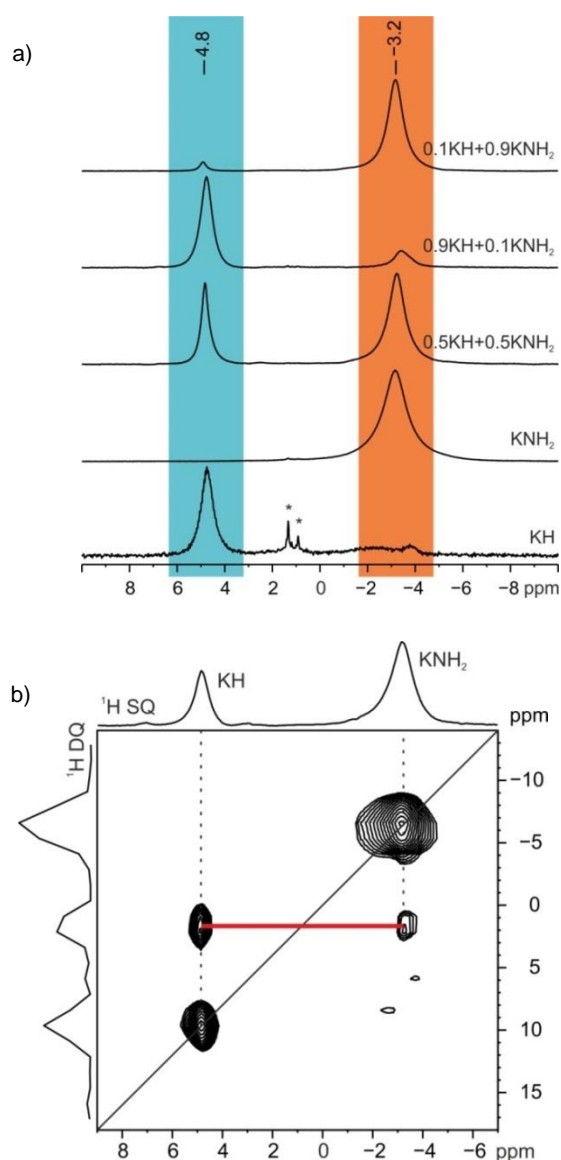 a)
—4.8
—-3.2
0.1KH+0.9KNH₂
0.9KH+0.1KNH₂
0.5KH+0.5KNH₂
KNH₂
* *
KH
8 6 4 2 0 -2 -4 -6 -8 ppm
b)
KH
KNH₂
¹H SQ
ppm
¹H DQ
-10
-5
0
5
10
15
8 6 4 2 0 -2 -4 -6 ppm